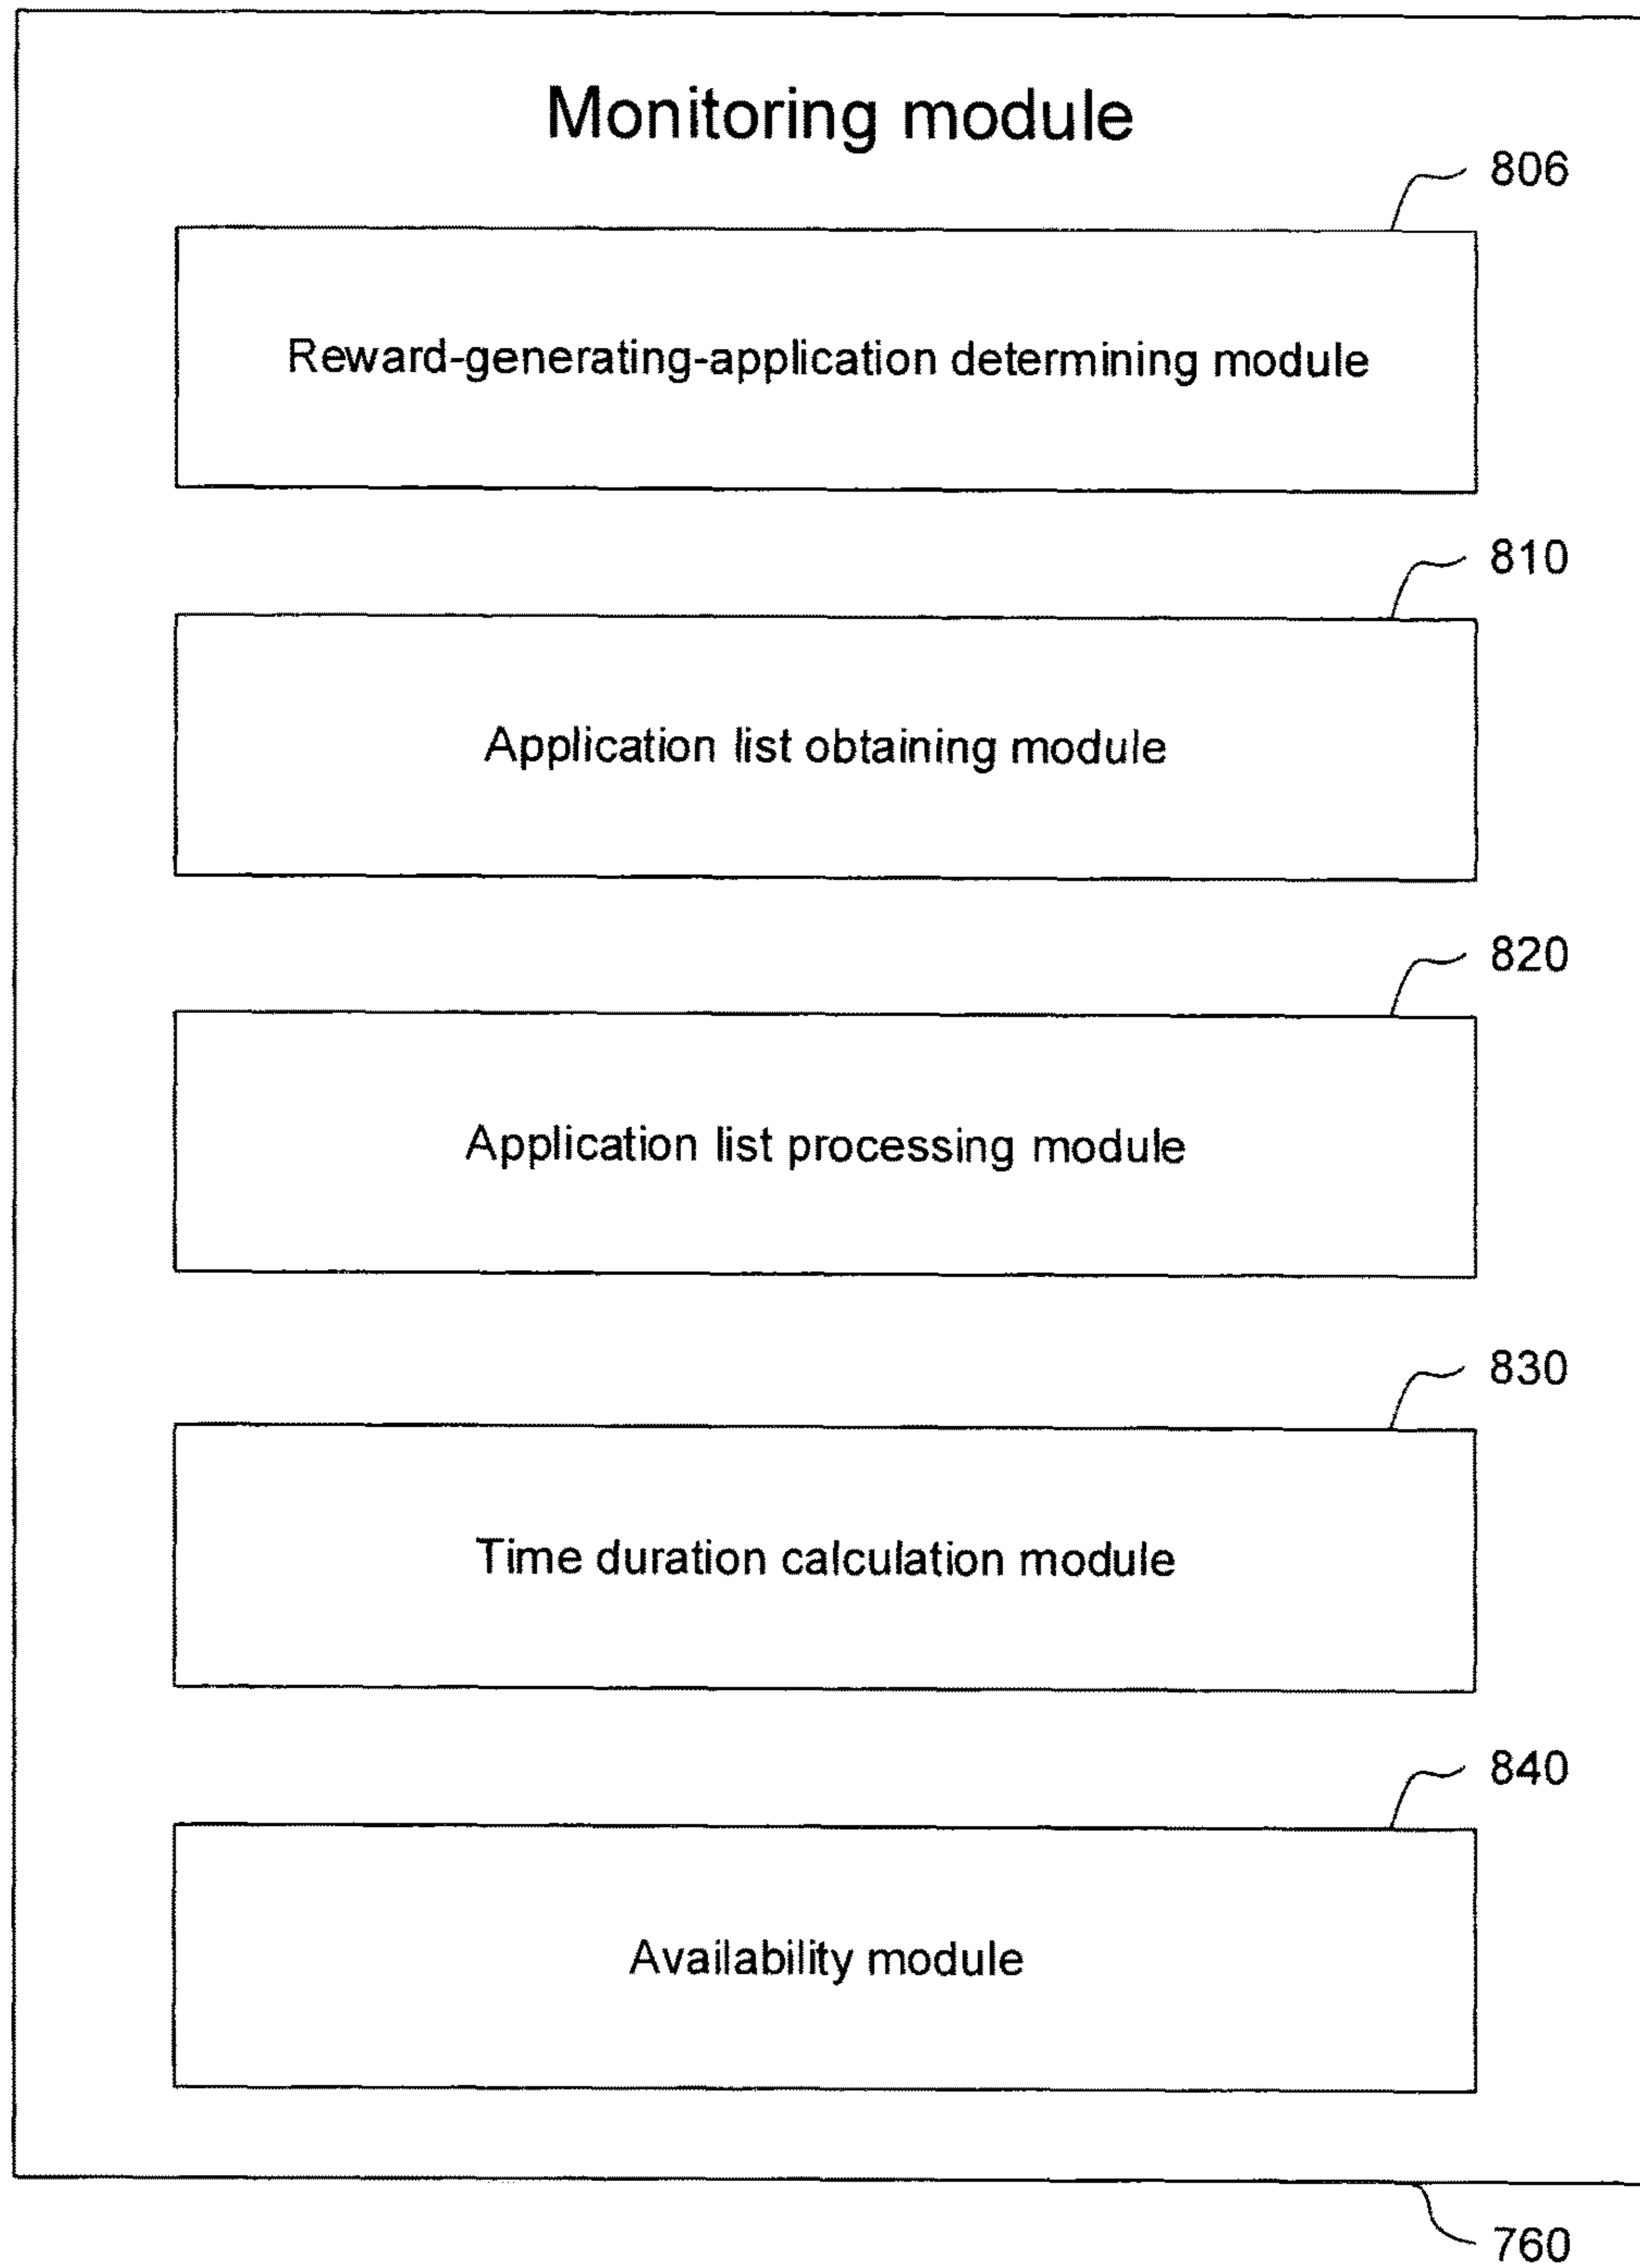 Monitoring module
806
Reward-generating-application determining module
810
Application list obtaining module
820
Application list processing module
830
Time duration calculation module
840
Availability module
760